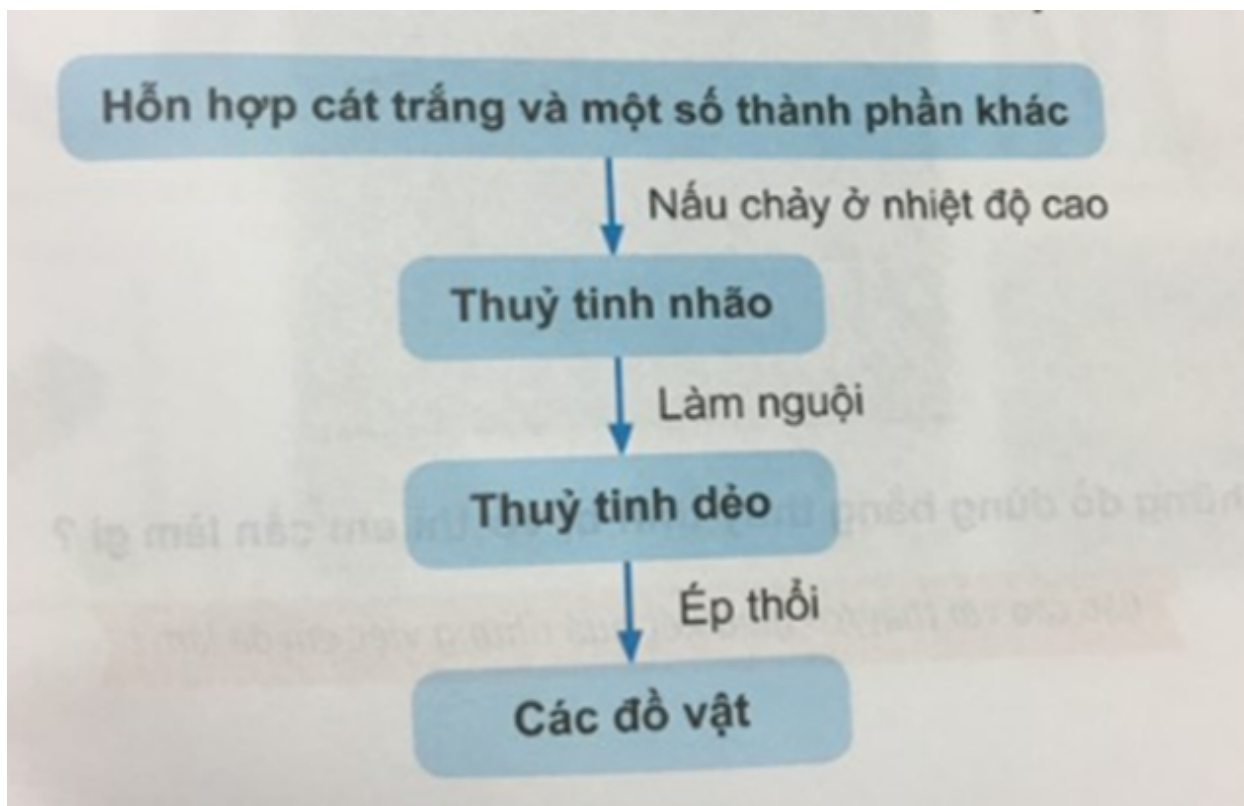 Hỗn hợp cát trắng và một số thành phần khác
Nấu chảy ở nhiệt độ cao
Thuỷ tinh nhão
Làm nguội
Thuỷ tinh dẻo
Ép thổi
Các đồ vật